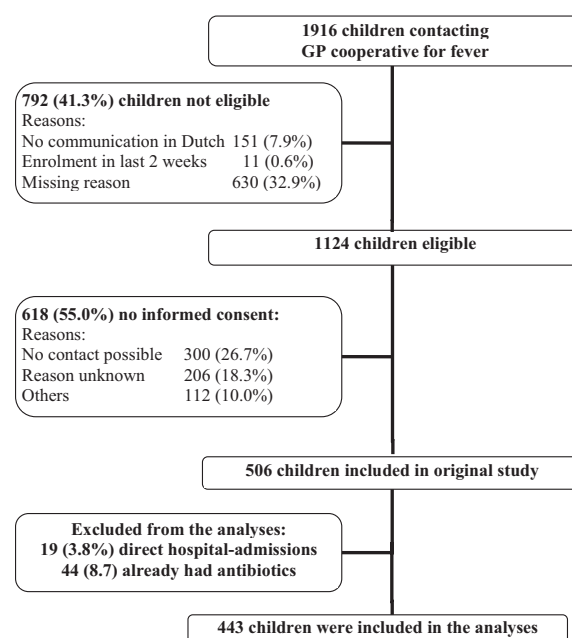 1916 children contacting
GP cooperative for fever
792 (41.3%) children not eligible
Reasons:
No communication in Dutch 151 (7.9%)
Enrolment in last 2 weeks 11 (0.6%)
Missing reason 630 (32.9%)
1124 children eligible
618 (55.0%) no informed consent:
Reasons:
No contact possible 300 (26.7%)
Reason unknown 206 (18.3%)
Others 112 (10.0%)
506 children included in original study
Excluded from the analyses:
19 (3.8%) direct hospital-admissions
44 (8.7) already had antibiotics
443 children were included in the analyses